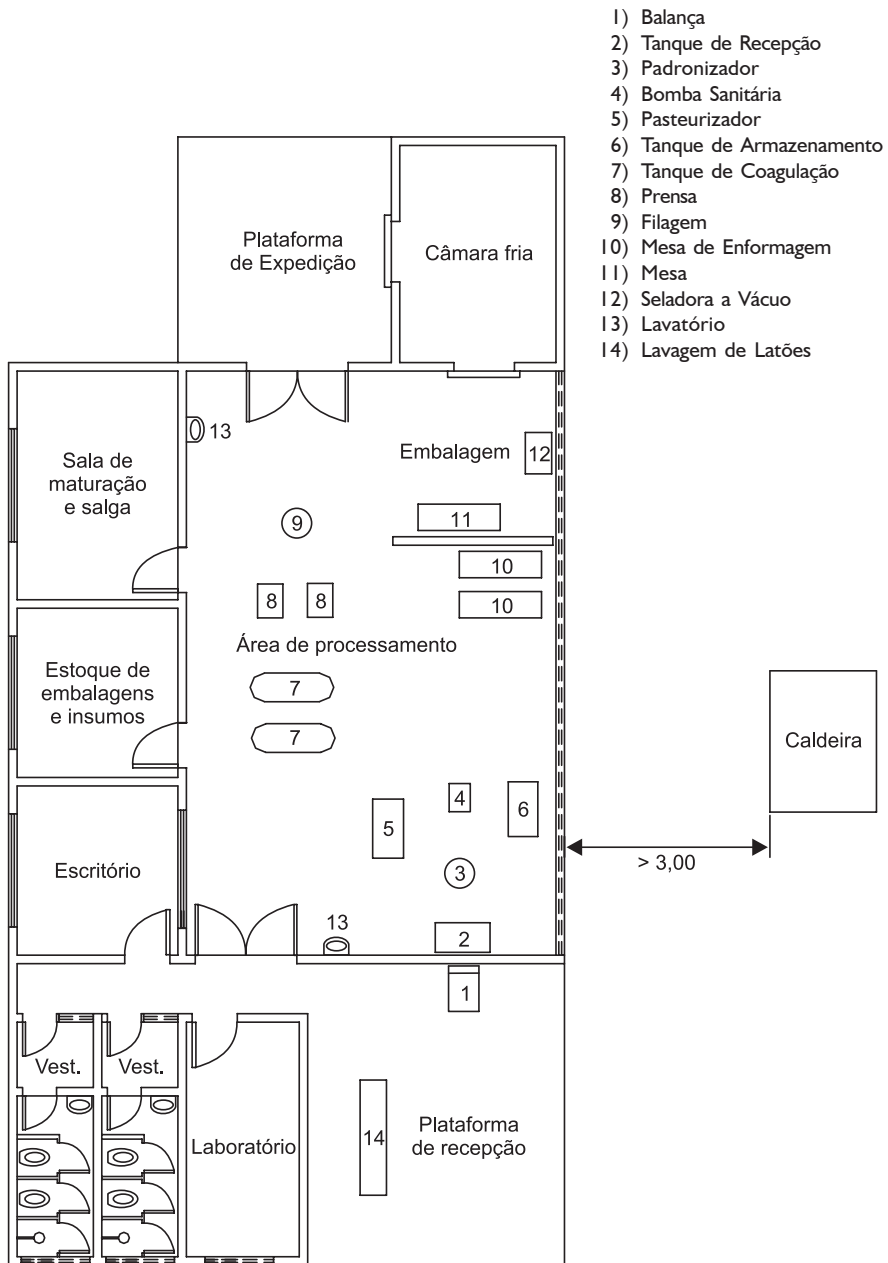 1) Balança
2) Tanque de Recepção
3) Padronizador
4) Bomba Sanitária
5) Pasteurizador
6) Tanque de Armazenamento
7) Tanque de Coagulação
8) Prensa
9) Filagem
10) Mesa de Enformagem
11) Mesa
12) Seladora a Vácuo
13) Lavatório
14) Lavagem de Latões
Plataforma
de Expedição
Câmara fria
13
Sala de
maturação
e salga
Embalagem
12
11
9
10
10
8
8
Área de processamento
Estoque de
embalagens
e insumos
7
7
Caldeira
4
6
5
Escritório
3
> 3,00
13
2
1
Vest.
Vest.
Laboratório
14
Plataforma
de recepção